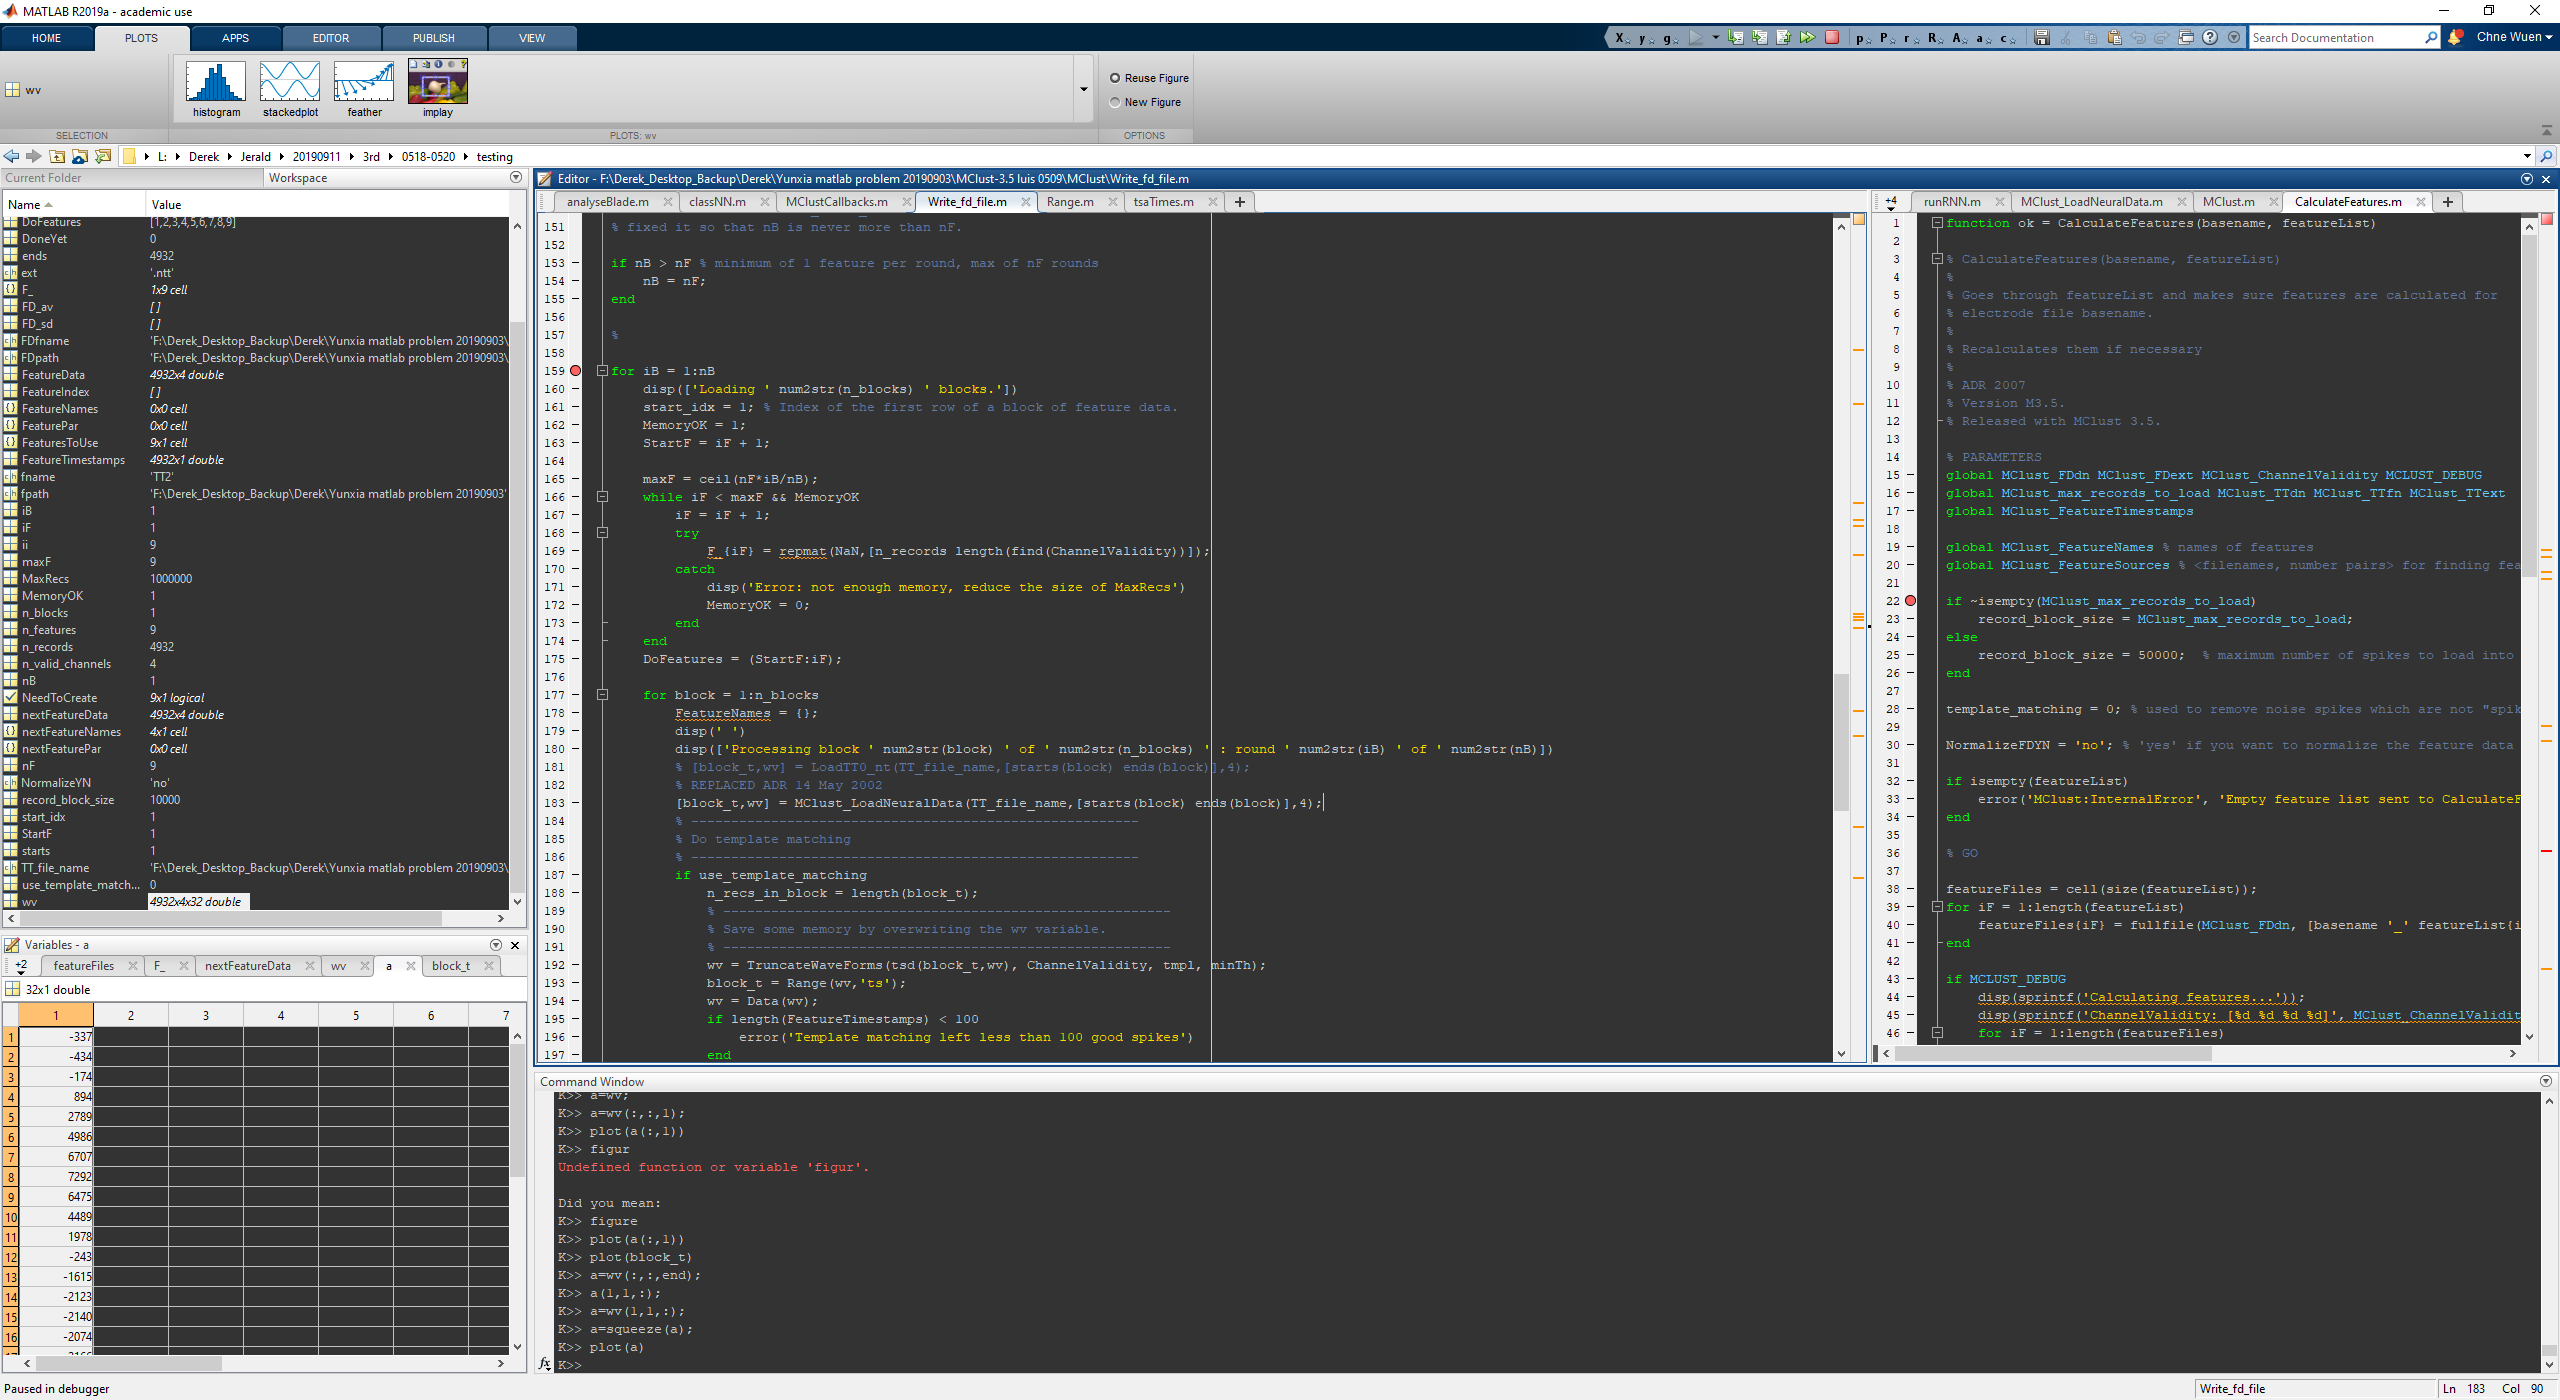 MATLAB R2019a - academic use
HOME PLOTS APPS EDITOR PUBLISH VIEW
Search Documentation
Chne Wuen
wv
histogram stackedplot feather implay
Reuse Figure
New Figure
SELECTION PLOTS: wv OPTIONS
L: Derek Jerald 20190911 3rd 0518-0520 testing
Current Folder Workspace
Name Value
DoFeatures [1,2,3,4,5,6,7,8,9]
DoneYet 0
ends 4932
ext '.ntt'
F_ 1x9 cell
FD_av []
FD_sd []
FDfname 'F:\Derek_Desktop_Backup\Derek\Yunxia matlab problem 20190903\
FDpath 'F:\Derek_Desktop_Backup\Derek\Yunxia matlab problem 20190903\
FeatureData 4932x4 double
FeatureIndex []
FeatureNames 0x0 cell
FeaturePar 0x0 cell
FeaturesToUse 9x1 cell
FeatureTimestamps 4932x1 double
fname 'TT2'
fpath 'F:\Derek_Desktop_Backup\Derek\Yunxia matlab problem 20190903'
iB 1
iF 1
ii 9
maxF 9
MaxRecs 1000000
MemoryOK 1
n_blocks 1
n_features 9
n_records 4932
n_valid_channels 4
nB 1
NeedToCreate 9x1 logical
nextFeatureData 4932x4 double
nextFeatureNames 4x1 cell
nextFeaturePar 0x0 cell
nF 9
NormalizeYN 'no'
record_block_size 10000
start_idx 1
StartF 1
starts 1
TT_file_name 'F:\Derek_Desktop_Backup\Derek\Yunxia matlab problem 20190903\
use_template_match... 0
wv 4932x4x32 double
Variables - a
+2 featureFiles F_ nextFeatureData wv a block_t
32x1 double
1 2 3 4 5 6 7
1 -337
2 -434
3 -174
4 894
5 2789
6 4986
7 6707
8 7292
9 6475
10 4489
11 1978
12 -243
13 -1615
14 -2123
15 -2140
16 -2074
Editor - F:\Derek_Desktop_Backup\Derek\Yunxia matlab problem 20190903\MClust-3.5 luis 0509\MClust\Write_fd_file.m
analyseBlade.m classNN.m MClustCallbacks.m Write_fd_file.m Range.m tsaTimes.m
151 % fixed it so that nB is never more than nF.
152
153 if nB > nF % minimum of 1 feature per round, max of nF rounds
154 nB = nF;
155 end
156
157 %
158
159 for iB = 1:nB
160 disp(['Loading ' num2str(n_blocks) ' blocks.'])
161 start_idx = 1; % Index of the first row of a block of feature data.
162 MemoryOK = 1;
163 StartF = iF + 1;
164
165 maxF = ceil(nF*iB/nB);
166 while iF < maxF && MemoryOK
167 iF = iF + 1;
168 try
169 F_{iF} = repmat(NaN,[n_records length(find(ChannelValidity))]);
170 catch
171 disp('Error: not enough memory, reduce the size of MaxRecs')
172 MemoryOK = 0;
173 end
174 end
175 DoFeatures = (StartF:iF);
176
177 for block = 1:n_blocks
178 FeatureNames = {};
179 disp(' ')
180 disp(['Processing block ' num2str(block) ' of ' num2str(n_blocks) ' : round ' num2str(iB) ' of ' num2str(nB)])
181 % [block_t,wv] = LoadTT0_nt(TT_file_name,[starts(block) ends(block)],4);
182 % REPLACED ADR 14 May 2002
183 [block_t,wv] = MClust_LoadNeuralData(TT_file_name,[starts(block) ends(block)],4);
184 % --------------------------------------------------------
185 % Do template matching
186 % --------------------------------------------------------
187 if use_template_matching
188 n_recs_in_block = length(block_t);
189 % --------------------------------------------------------
190 % Save some memory by overwriting the wv variable.
191 % --------------------------------------------------------
192 wv = TruncateWaveForms(tsd(block_t,wv), ChannelValidity, tmpl, minTh);
193 block_t = Range(wv,'ts');
194 wv = Data(wv);
195 if length(FeatureTimestamps) < 100
196 error('Template matching left less than 100 good spikes')
197 end
+4 runRNN.m MClust_LoadNeuralData.m MClust.m CalculateFeatures.m
1 function ok = CalculateFeatures(basename, featureList)
2
3 % CalculateFeatures(basename, featureList)
4 %
5 % Goes through featureList and makes sure features are calculated for
6 % electrode file basename.
7 %
8 % Recalculates them if necessary
9 %
10 % ADR 2007
11 % Version M3.5.
12 % Released with MClust 3.5.
13
14 % PARAMETERS
15 global MClust_FDdn MClust_FDext MClust_ChannelValidity MCLUST_DEBUG
16 global MClust_max_records_to_load MClust_TTdn MClust_TTfn MClust_TText
17 global MClust_FeatureTimestamps
18
19 global MClust_FeatureNames % names of features
20 global MClust_FeatureSources % <filenames, number pairs> for finding fea
21
22 if ~isempty(MClust_max_records_to_load)
23 record_block_size = MClust_max_records_to_load;
24 else
25 record_block_size = 50000; % maximum number of spikes to load into
26 end
27
28 template_matching = 0; % used to remove noise spikes which are not "spik
29
30 NormalizeFDYN = 'no'; % 'yes' if you want to normalize the feature data
31
32 if isempty(featureList)
33 error('MClust:InternalError', 'Empty feature list sent to CalculateF
34 end
35
36 % GO
37
38 featureFiles = cell(size(featureList));
39 for iF = 1:length(featureList)
40 featureFiles{iF} = fullfile(MClust_FDdn, [basename '_' featureList{i
41 end
42
43 if MCLUST_DEBUG
44 disp(sprintf('Calculating features...'));
45 disp(sprintf('ChannelValidity: [%d %d %d %d]', MClust_ChannelValidit
46 for iF = 1:length(featureFiles)
Command Window
K>> a=wv;
K>> a=wv(:,:,1);
K>> plot(a(:,1))
K>> figur
Undefined function or variable 'figur'.
Did you mean:
K>> figure
K>> plot(a(:,1))
K>> plot(block_t)
K>> a=wv(:,:,end);
K>> a(1,1,:);
K>> a=wv(1,1,:);
K>> a=squeeze(a);
K>> plot(a)
fx K>>
Paused in debugger
Write_fd_file Ln 183 Col 90